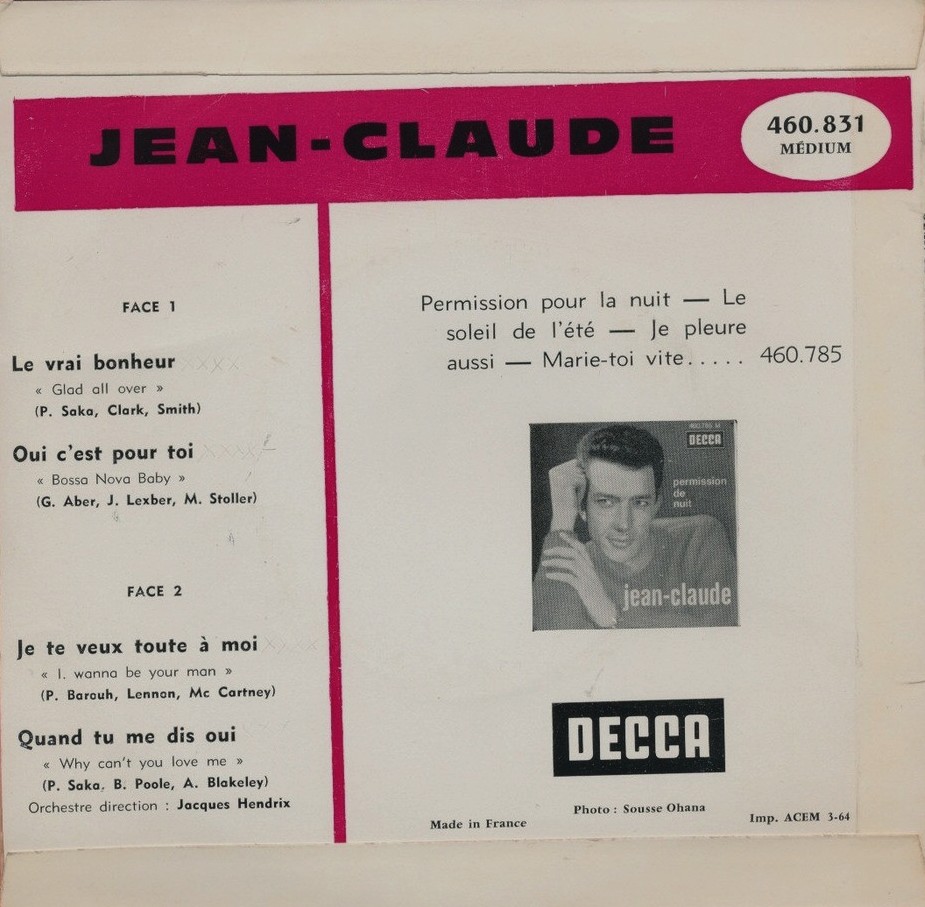 JEAN-CLAUDE
460.831
MÉDIUM
FACE 1
Le vrai bonheur
« Glad all over »
(P. Saka, Clark, Smith)
Oui c'est pour toi
« Bossa Nova Baby »
(G. Aber, J. Lexber, M. Stoller)
FACE 2
Je te veux toute à moi
« I. wanna be your man »
(P. Barouh, Lennon, Mc Cartney)
Quand tu me dis oui
« Why can't you love me »
(P. Saka, B. Poole, A. Blakeley)
Orchestre direction : Jacques Hendrix
Permission pour la nuit — Le
soleil de l'été — Je pleure
aussi — Marie-toi vite..... 460.785
460.785 M
DECCA
permission
de
nuit
jean-claude
DECCA
Photo : Sousse Ohana
Made in France
Imp. ACEM 3-64